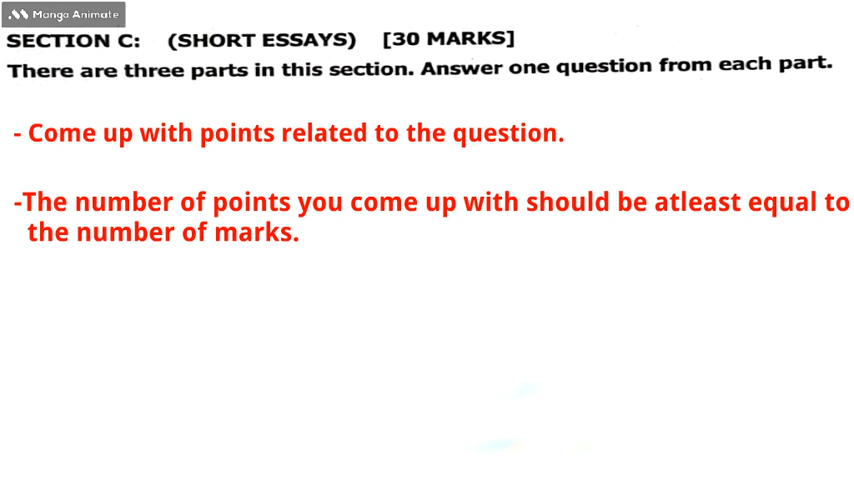 Manga Animate
SECTION C: (SHORT ESSAYS) [30 MARKS]
There are three parts in this section. Answer one question from each part.
- Come up with points related to the question.
-The number of points you come up with should be atleast equal to
the number of marks.